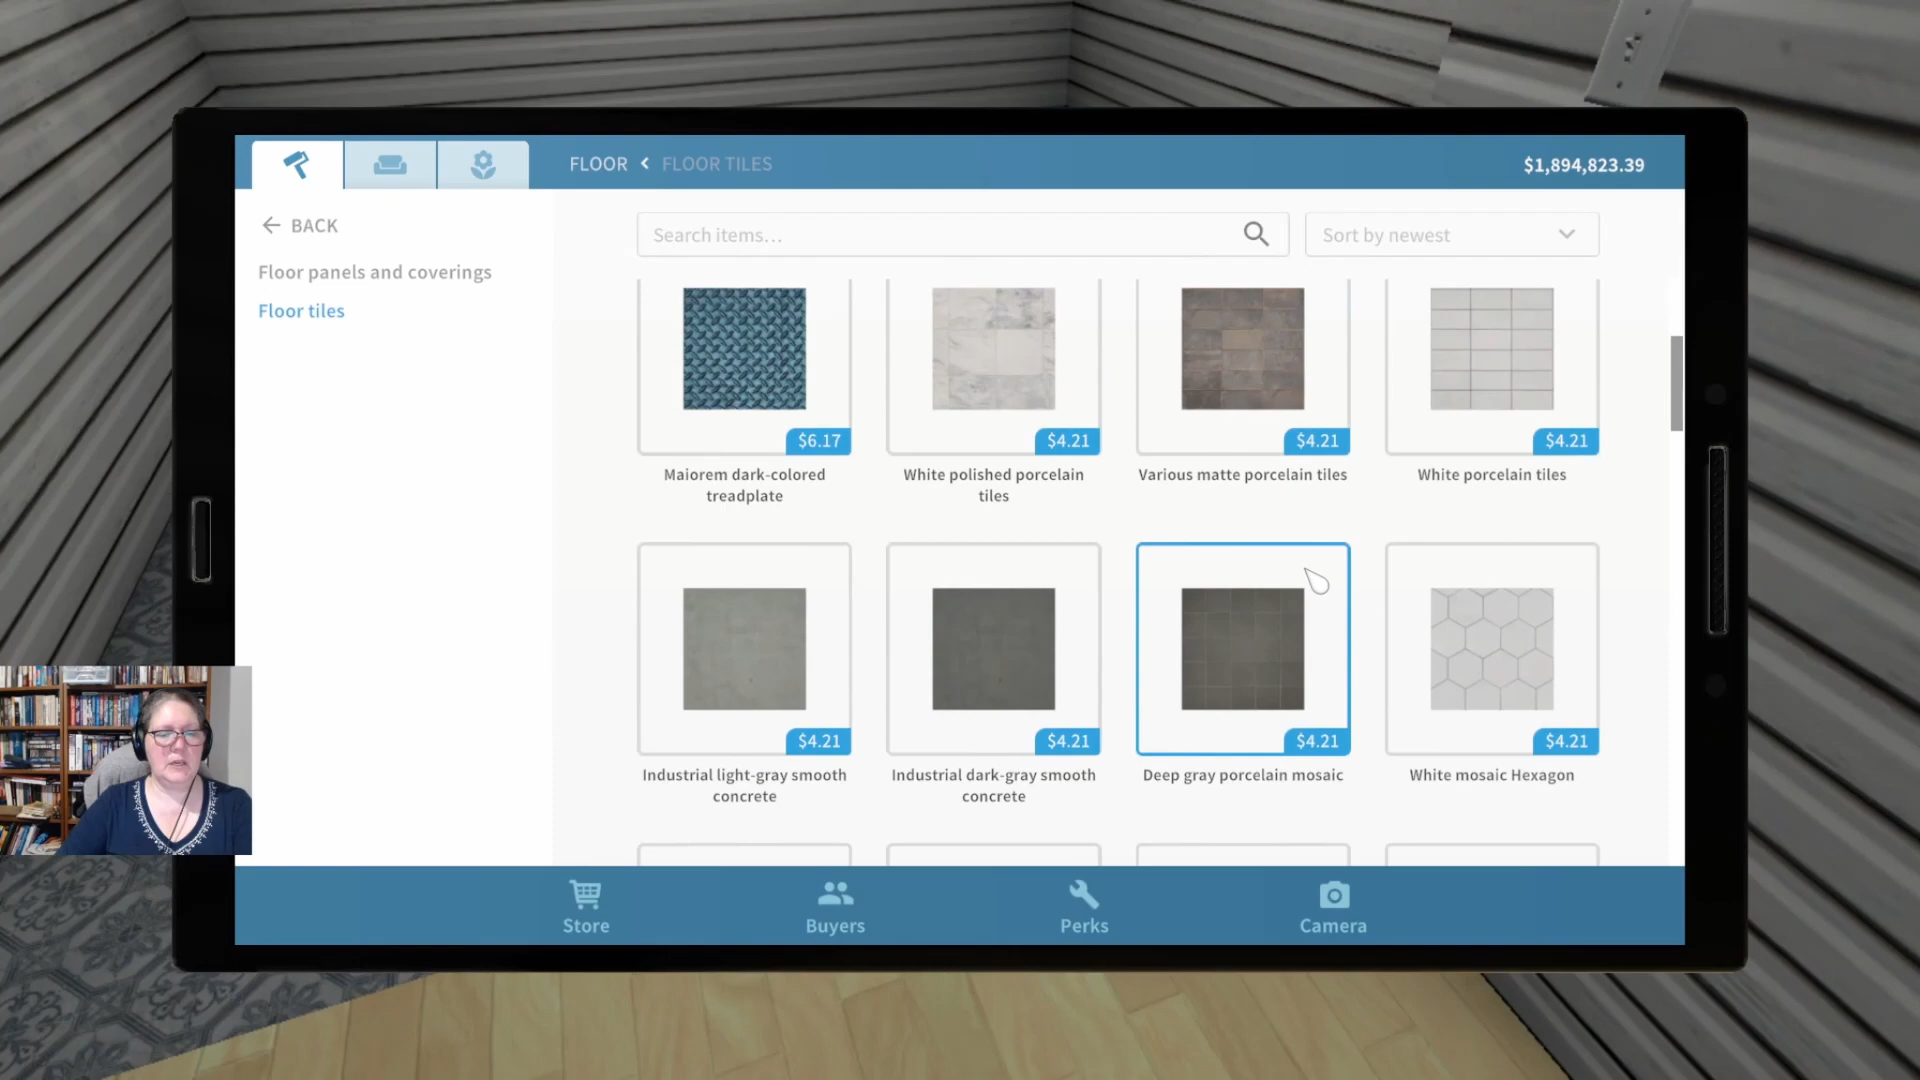 FLOOR < FLOOR TILES
$1,894,823.39
BACK
Floor panels and coverings
Floor tiles
Search items...
Sort by newest
$6.17
$4.21
$4.21
$4.21
Maiorem dark-colored
treadplate
White polished porcelain
tiles
Various matte porcelain tiles
White porcelain tiles
$4.21
$4.21
$4.21
$4.21
Industrial light-gray smooth
concrete
Industrial dark-gray smooth
concrete
Deep gray porcelain mosaic
White mosaic Hexagon
Store
Buyers
Perks
Camera